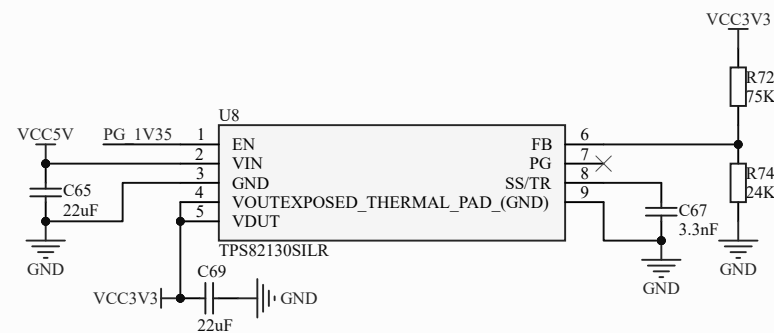 VCC3V3
R72
75K
U8
VCC5V
PG_1V35
1
EN
FB
6
2
VIN
PG
7
3
GND
SS/TR
8
4
VOUTEXPOSED_THERMAL_PAD_(GND)
9
5
VDUT
C65
22uF
R74
24K
C67
3.3nF
TPS82130SILR
GND
GND
GND
C69
VCC3V3
GND
22uF